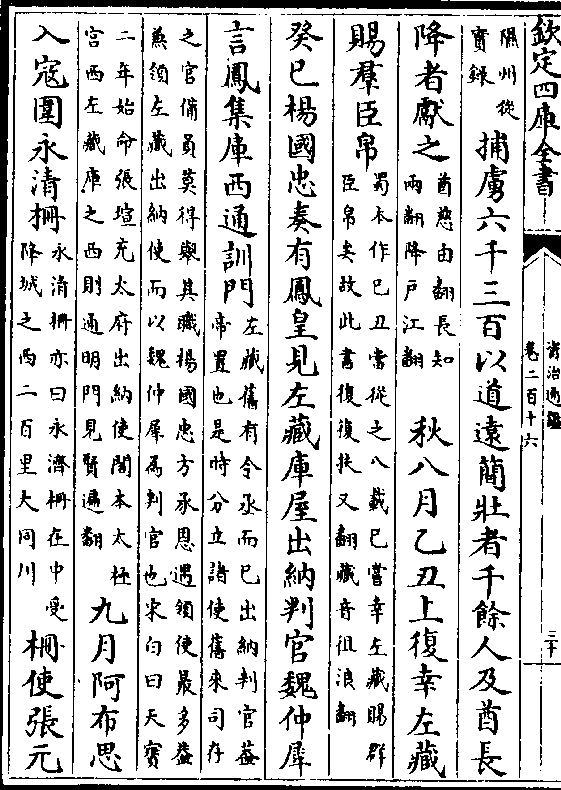 欽定四庫全書
資治通鑑
卷二百十六
三十
隰州從
實錄
捕虜六千三百以道遠簡壯者千餘人及酋長
降者獻之
酋慈由翻長知
兩翻降戸江翻
秋八月乙丑上復幸左藏
賜羣臣帛
蜀本作已丑當從之八載已嘗幸左藏賜群
臣帛矣故此書復復扶又翻藏音徂浪翻
癸巳楊國忠奏有鳳皇見左藏庫屋出納判官魏仲犀
言鳳集庫西通訓門
左藏舊有令丞而已出納判官蓋
帝置也是時分立諸使舊來司存
之官備員莫得舉其職楊國忠方承恩遇領使最多蓋
兼領左藏出納使而以魏仲犀為判官也宋白曰天寶
二年始命張瑄充太府出納使閣本太極
宮西左藏庫之西則通明門見賢遍翻
九月阿布思
入寇圍永清柵
永清柵亦曰永濟柵在中受
降城之西二百里大同川
柵使張元